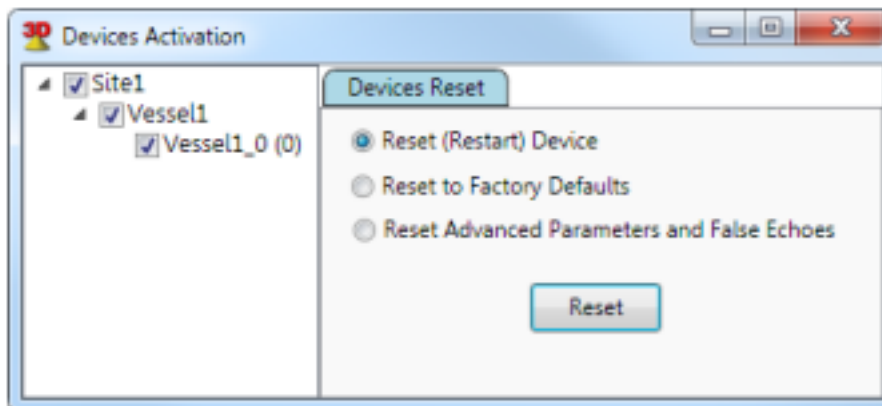 3D Devices Activation
Site1
Vessel1
Vessel1_0 (0)
Devices Reset
Reset (Restart) Device
Reset to Factory Defaults
Reset Advanced Parameters and False Echoes
Reset